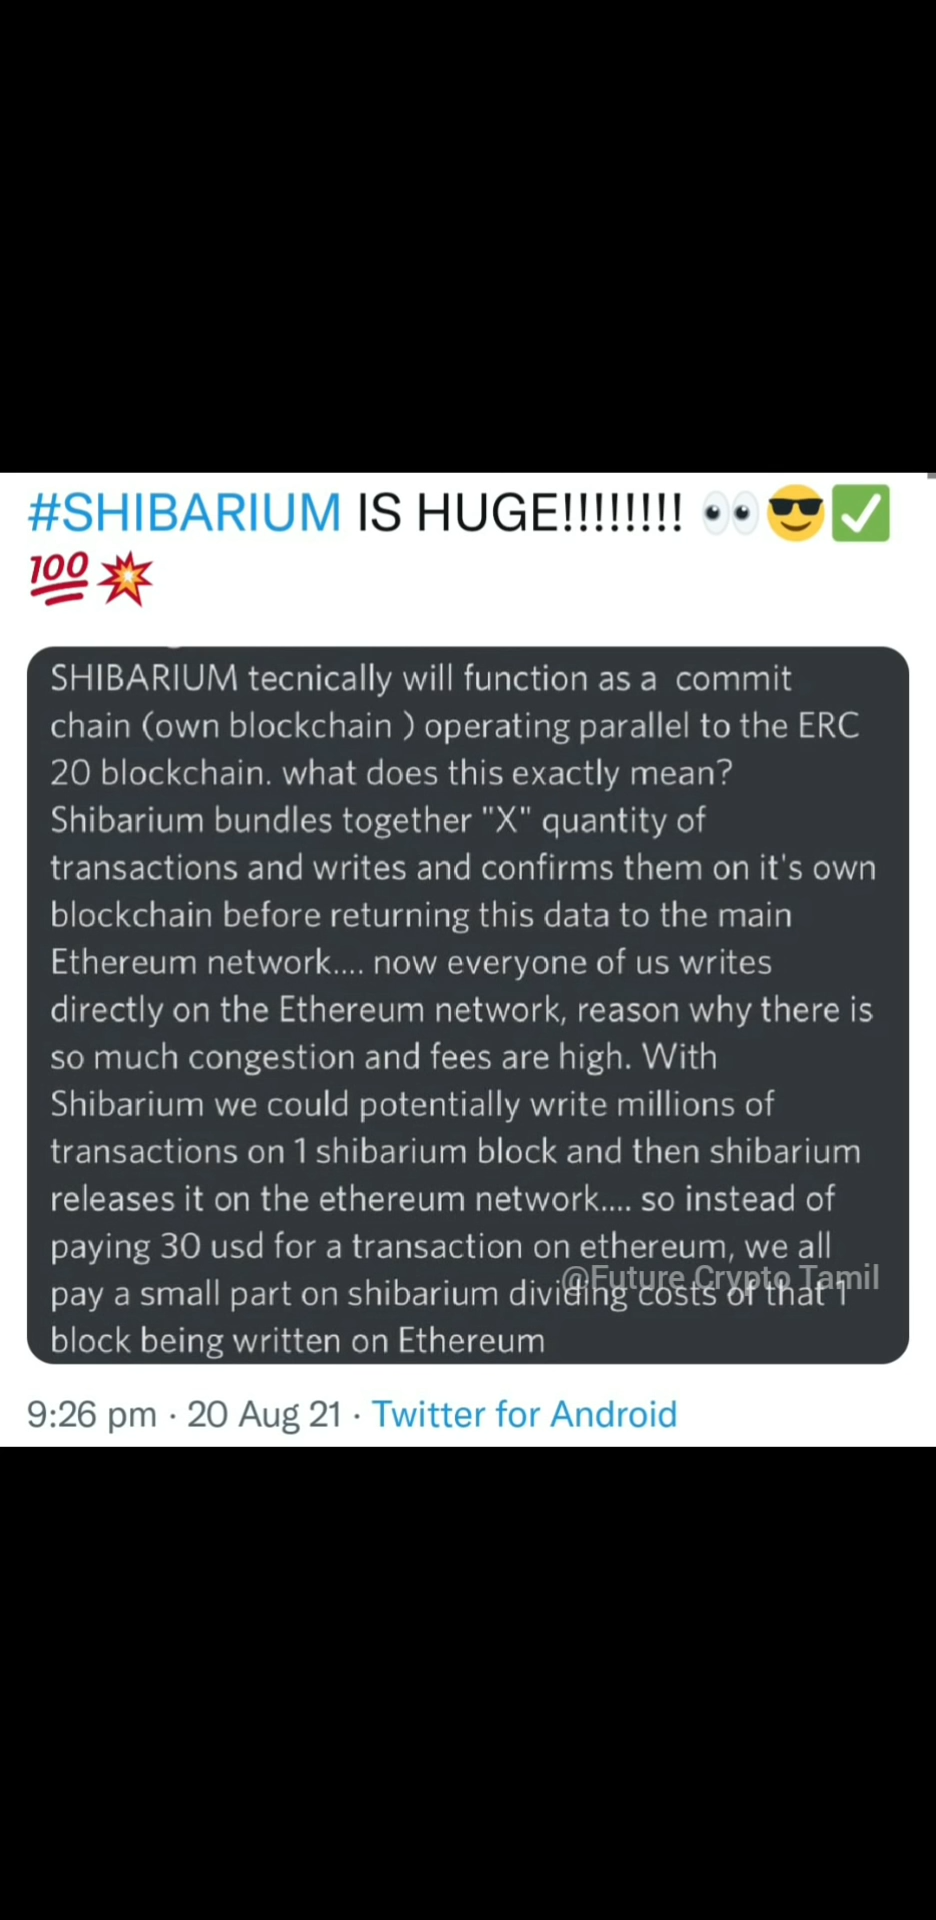 #SHIBARIUM IS HUGE!!!!!!!! 👀😎✅
💯💥
SHIBARIUM tecnically will function as a  commit
chain (own blockchain ) operating parallel to the ERC
20 blockchain. what does this exactly mean?
Shibarium bundles together "X" quantity of
transactions and writes and confirms them on it's own
blockchain before returning this data to the main
Ethereum network.... now everyone of us writes
directly on the Ethereum network, reason why there is
so much congestion and fees are high. With
Shibarium we could potentially write millions of
transactions on 1 shibarium block and then shibarium
releases it on the ethereum network.... so instead of
paying 30 usd for a transaction on ethereum, we all
@Future Crypto Tamil
pay a small part on shibarium dividing costs of that 1
block being written on Ethereum
9:26 pm · 20 Aug 21 · Twitter for Android